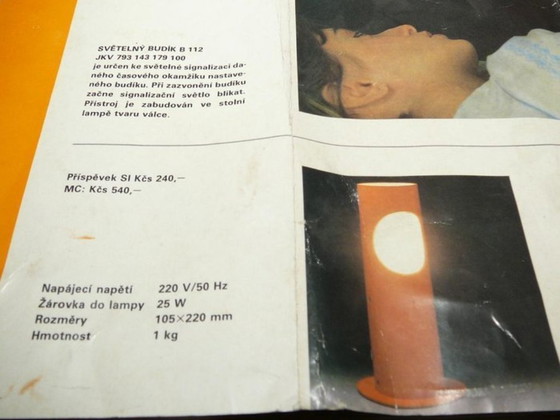 SVĚTELNÝ BUDÍK B 112
JKV 793 143 179 100
je určen ke světelné signalizaci da-
ného časového okamžiku nastave-
ného budíku. Při zazvonění budíku
začne signalizační světlo blikat.
Přístroj je zabudován ve stolní
lampě tvaru válce.
Příspěvek SI Kčs 240,—
MC: Kčs 540,—
Napájecí napětí 220 V/50 Hz
Žárovka do lampy 25 W
Rozměry 105×220 mm
Hmotnost 1 kg